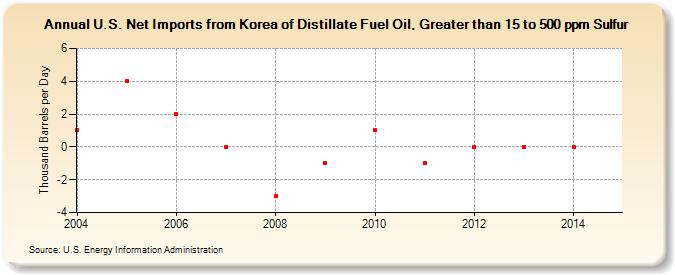 Annual U.S. Net Imports from Korea of Distillate Fuel Oil, Greater than 15 to 500 ppm Sulfur
Thousand Barrels per Day
6
4
2
0
-2
-4
2004 2006 2008 2010 2012 2014
Source: U.S. Energy Information Administration